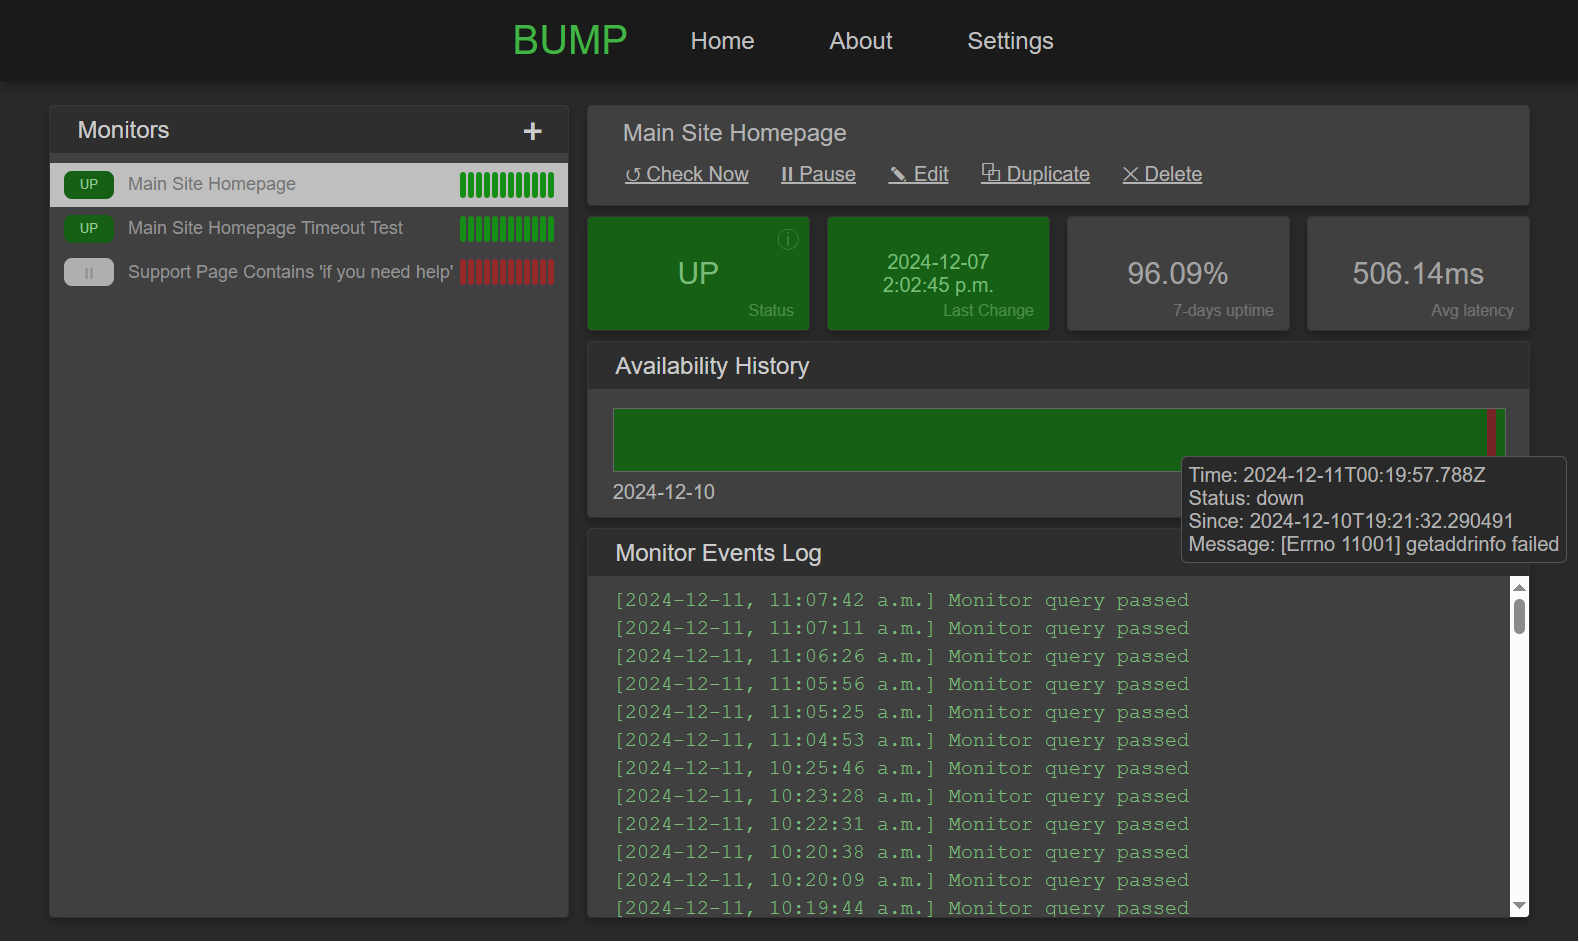 BUMP
Home
About
Settings
Monitors
UP Main Site Homepage
UP Main Site Homepage Timeout Test
Support Page Contains 'if you need help'
Main Site Homepage
Check Now
Pause
Edit
Duplicate
Delete
UP
Status
2024-12-07
2:02:45 p.m.
Last Change
96.09%
7-days uptime
506.14ms
Avg latency
Availability History
2024-12-10
Time: 2024-12-11T00:19:57.788Z
Status: down
Since: 2024-12-10T19:21:32.290491
Message: [Errno 11001] getaddrinfo failed
Monitor Events Log
[2024-12-11, 11:07:42 a.m.] Monitor query passed
[2024-12-11, 11:07:11 a.m.] Monitor query passed
[2024-12-11, 11:06:26 a.m.] Monitor query passed
[2024-12-11, 11:05:56 a.m.] Monitor query passed
[2024-12-11, 11:05:25 a.m.] Monitor query passed
[2024-12-11, 11:04:53 a.m.] Monitor query passed
[2024-12-11, 10:25:46 a.m.] Monitor query passed
[2024-12-11, 10:23:28 a.m.] Monitor query passed
[2024-12-11, 10:22:31 a.m.] Monitor query passed
[2024-12-11, 10:20:38 a.m.] Monitor query passed
[2024-12-11, 10:20:09 a.m.] Monitor query passed
[2024-12-11, 10:19:44 a.m.] Monitor query passed